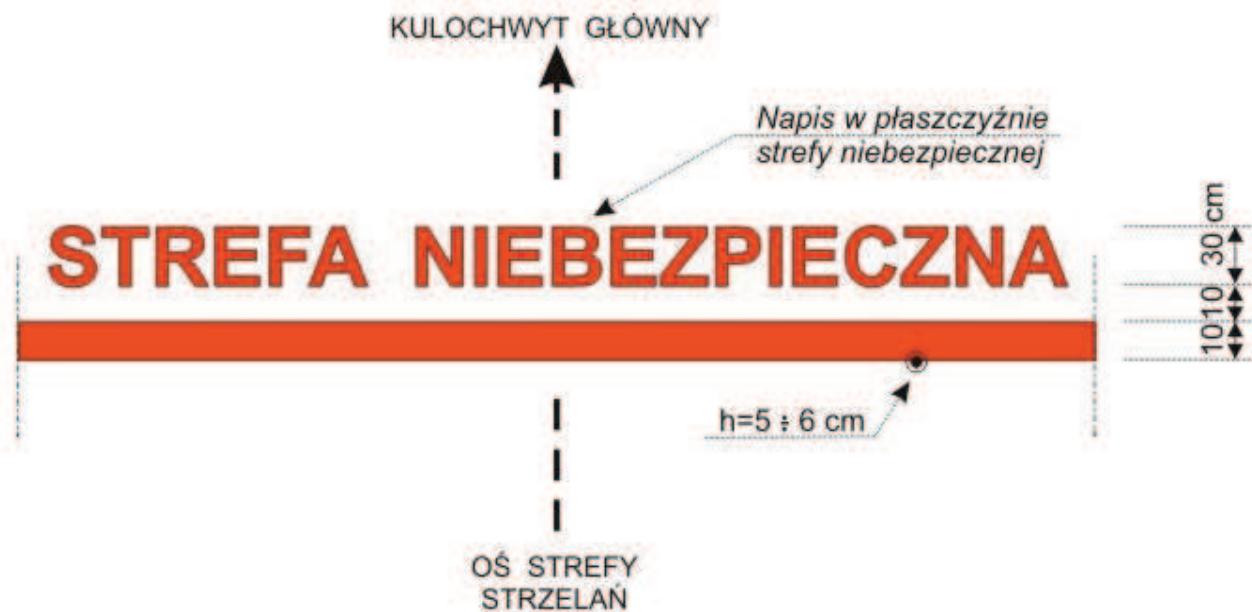 KULOCHWYT GŁÓWNY
Napis w płaszczyźnie
strefy niebezpiecznej
STREFA NIEBEZPIECZNA
30 cm
10
10
h=5 ÷ 6 cm
OŚ STREFY
STRZELAŃ